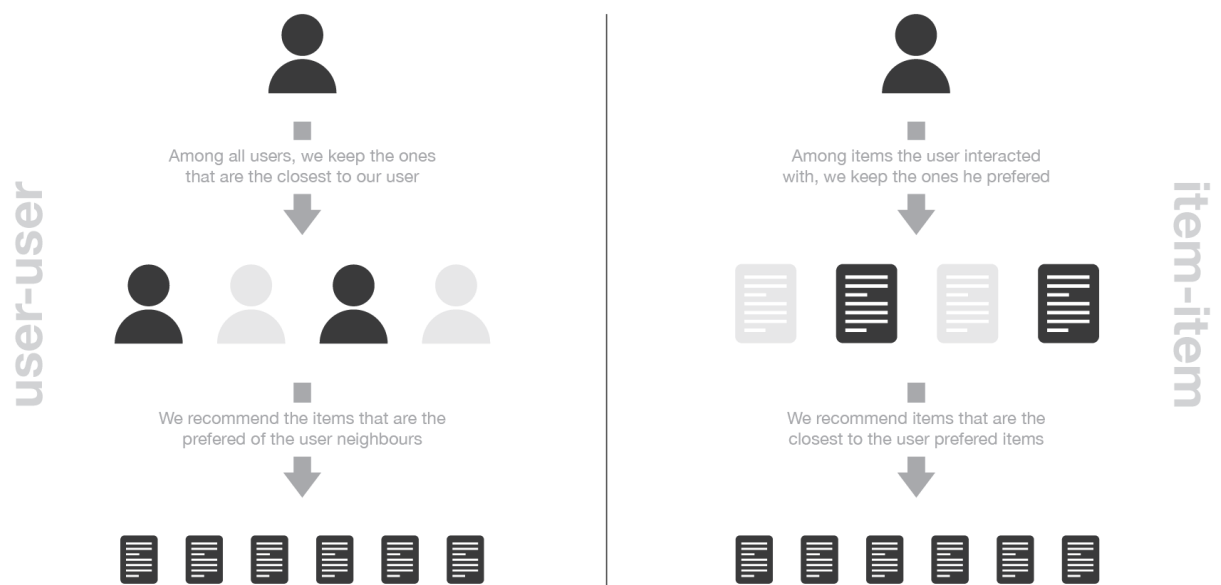 user-user
Among all users, we keep the ones
that are the closest to our user
We recommend the items that are the
prefered of the user neighbours
Among items the user interacted
with, we keep the ones he prefered
We recommend items that are the
closest to the user prefered items
item-item